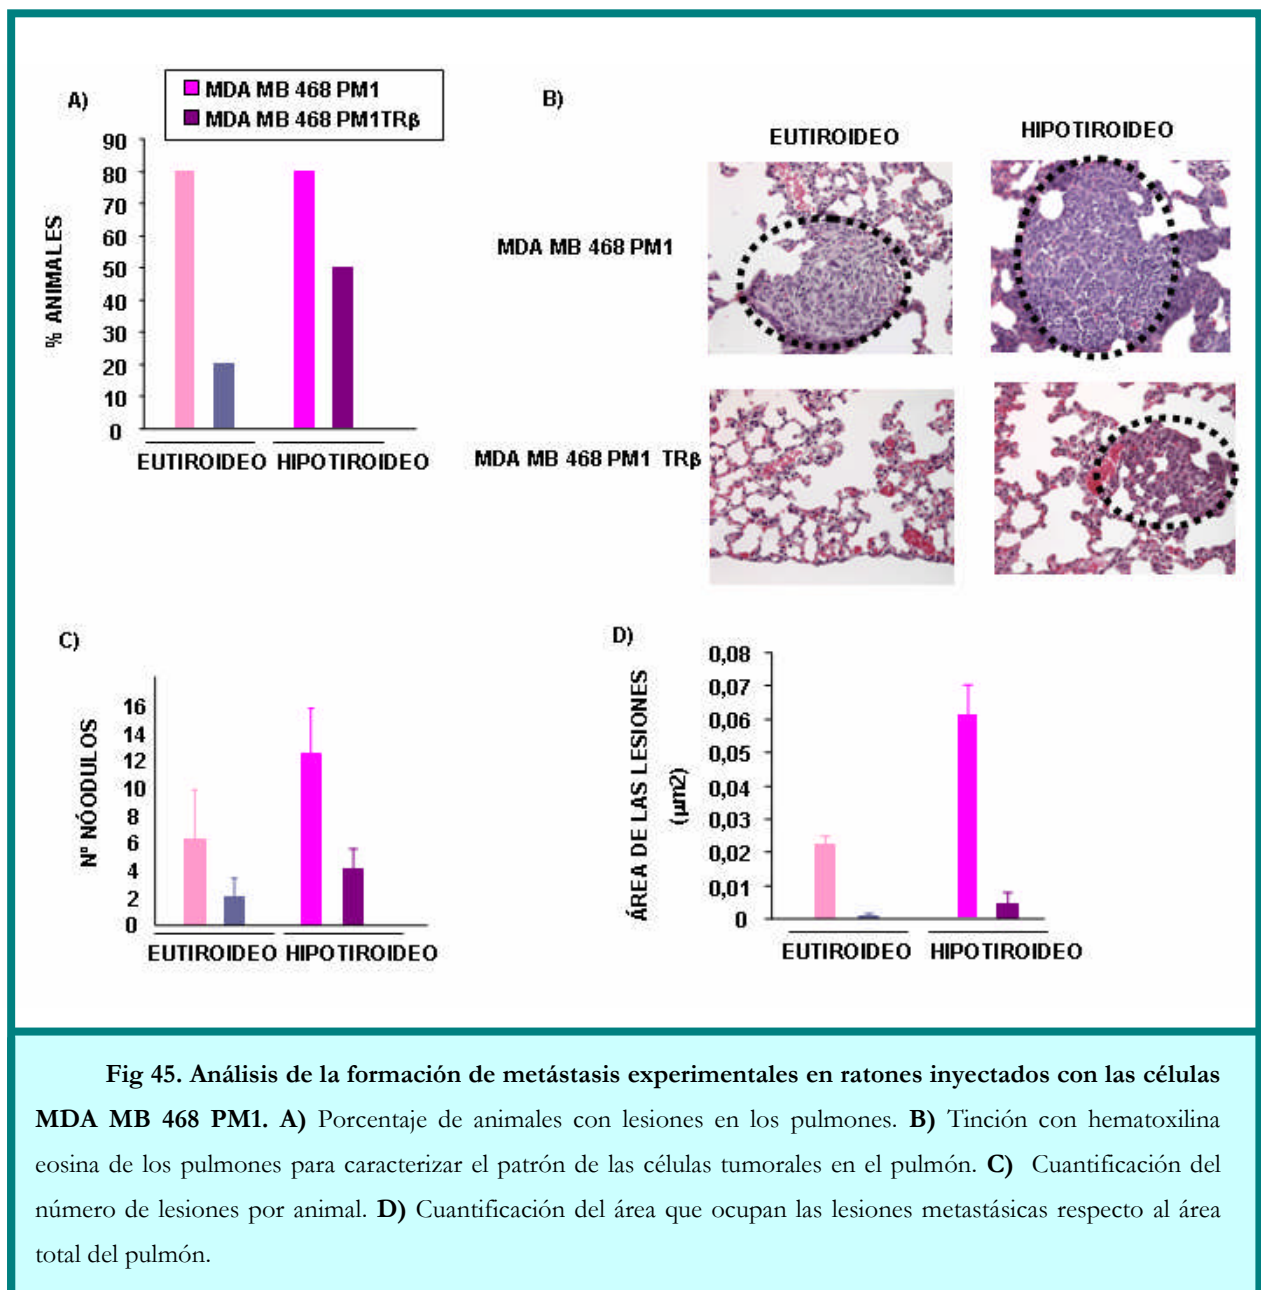 A)
MDA MB 468 PM1
MDA MB 468 PM1TRβ
% ANIMALES
90
80
70
60
50
40
30
20
10
0
EUTIROIDEO HIPOTIROIDEO
B)
EUTIROIDEO
HIPOTIROIDEO
MDA MB 468 PM1
MDA MB 468 PM1 TRβ
C)
Nº NÓODULOS
16
14
12
10
8
6
4
2
0
EUTIROIDEO HIPOTIROIDEO
D)
ÁREA DE LAS LESIONES
(µm2)
0,08
0,07
0,06
0,05
0,04
0,03
0,02
0,01
0
EUTIROIDEO HIPOTIROIDEO
Fig 45. Análisis de la formación de metástasis experimentales en ratones inyectados con las células
MDA MB 468 PM1. A) Porcentaje de animales con lesiones en los pulmones. B) Tinción con hematoxilina
eosina de los pulmones para caracterizar el patrón de las células tumorales en el pulmón. C) Cuantificación del
número de lesiones por animal. D) Cuantificación del área que ocupan las lesiones metastásicas respecto al área
total del pulmón.